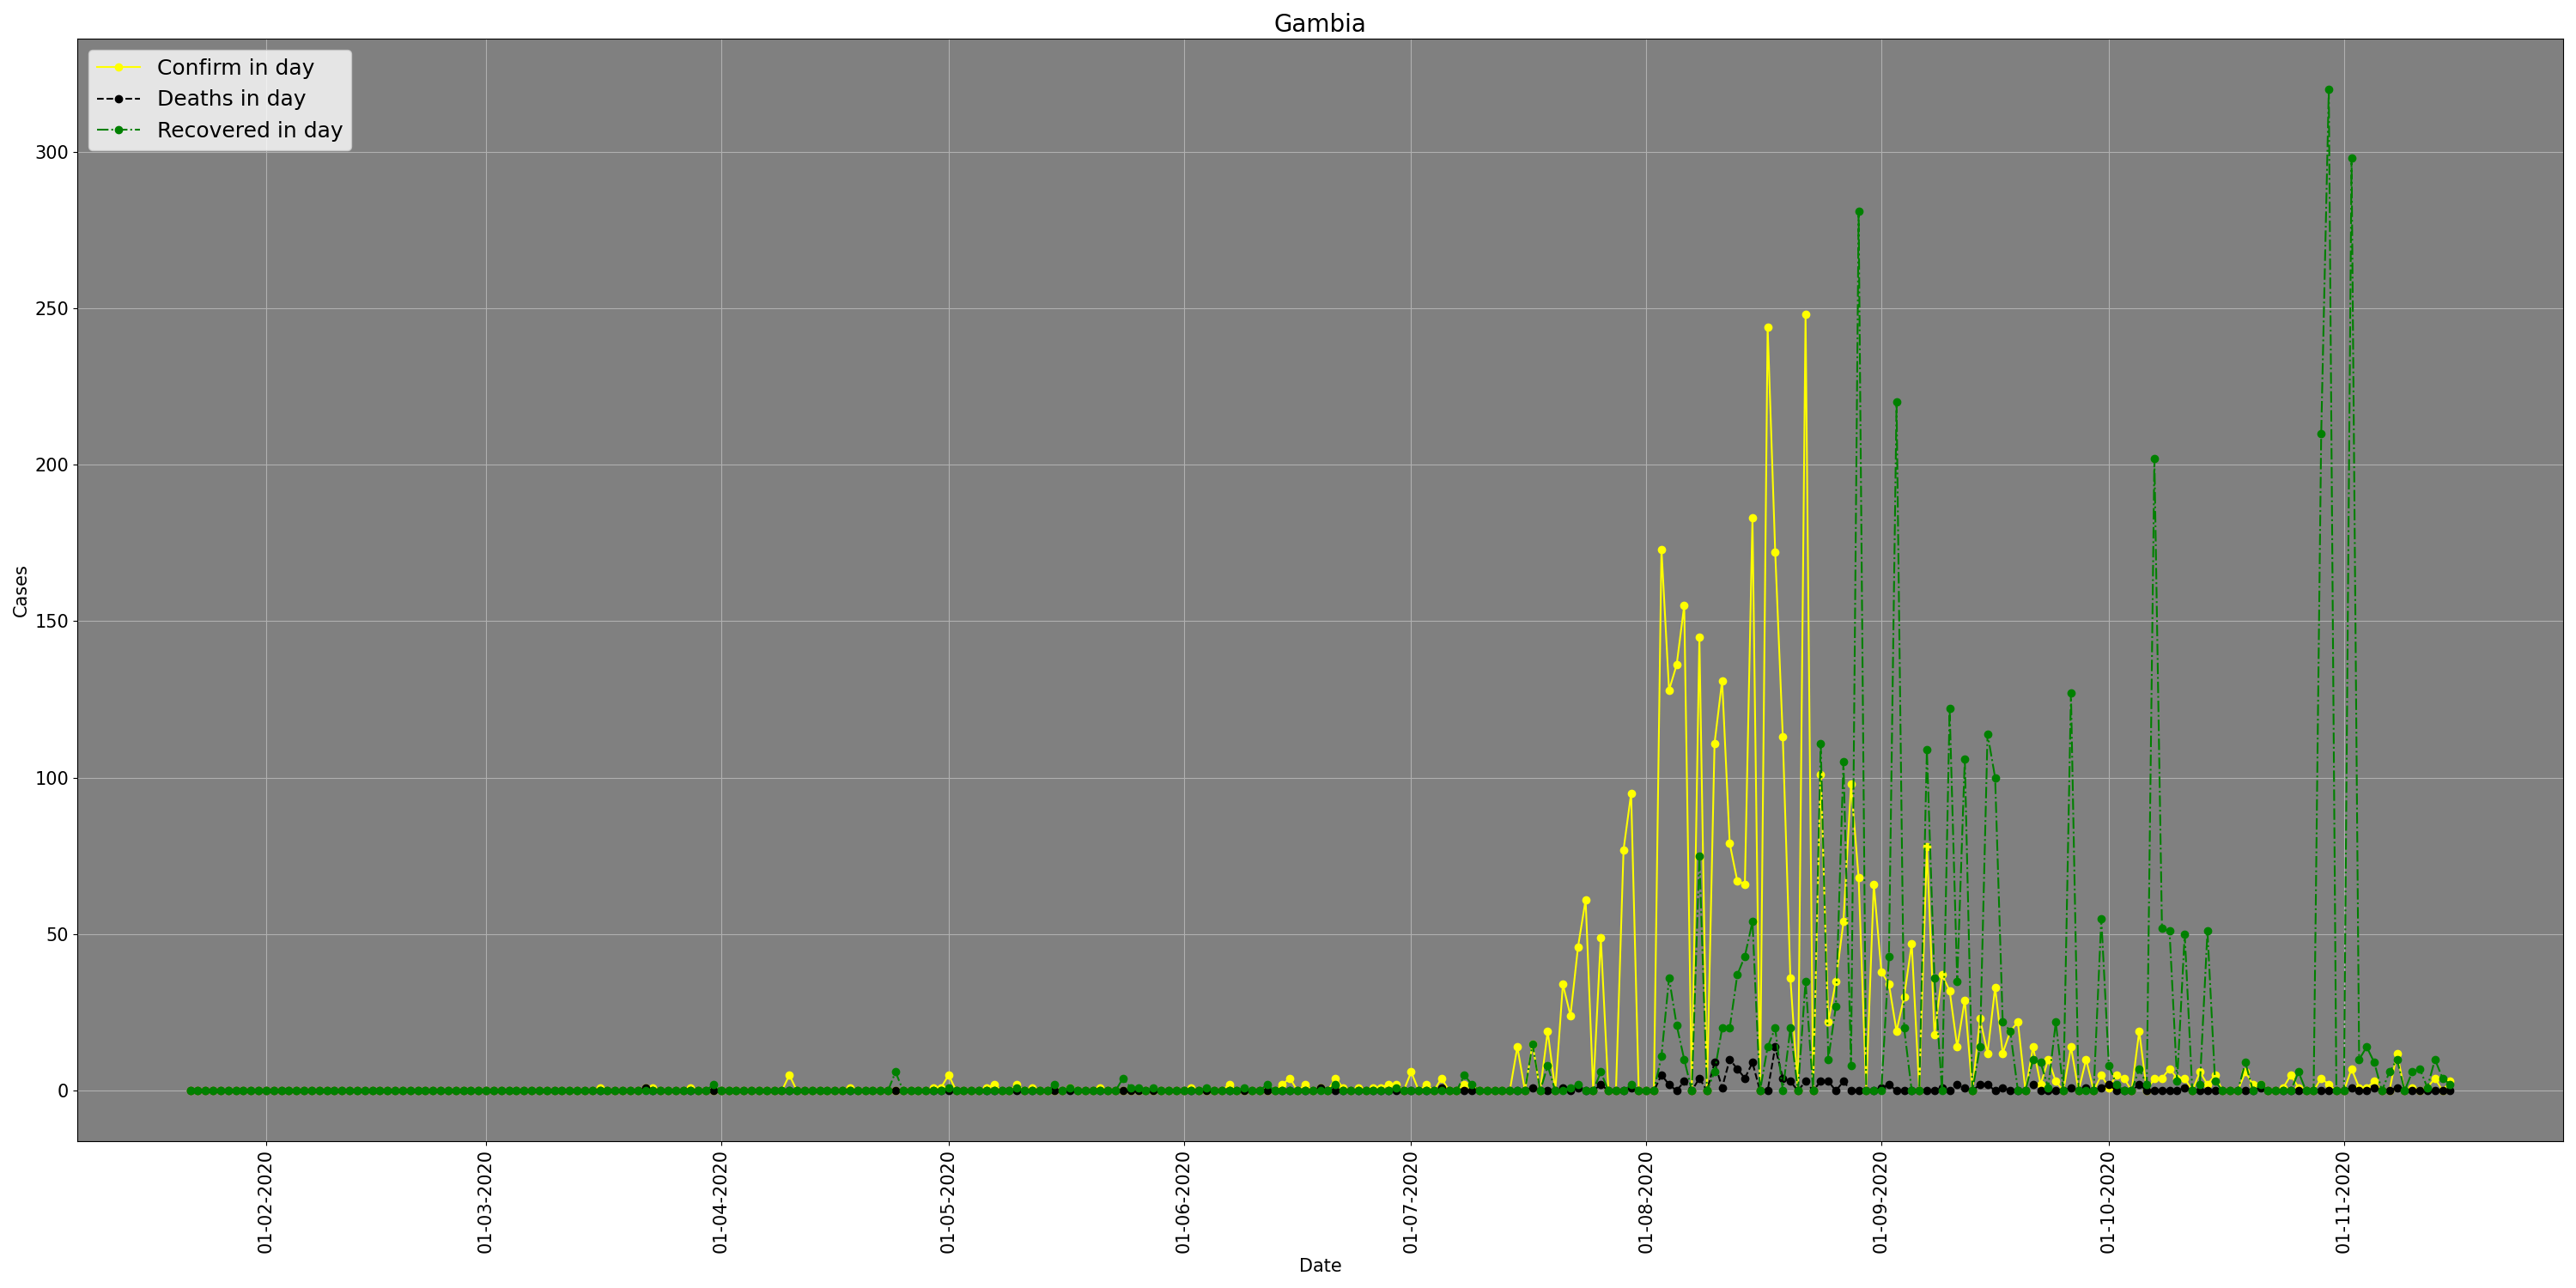 Gambia
Confirm in day
Deaths in day
Recovered in day
300
250
200
150
100
50
0
Cases
01-02-2020
01-03-2020
01-04-2020
01-05-2020
01-06-2020
01-07-2020
01-08-2020
01-09-2020
01-10-2020
01-11-2020
Date